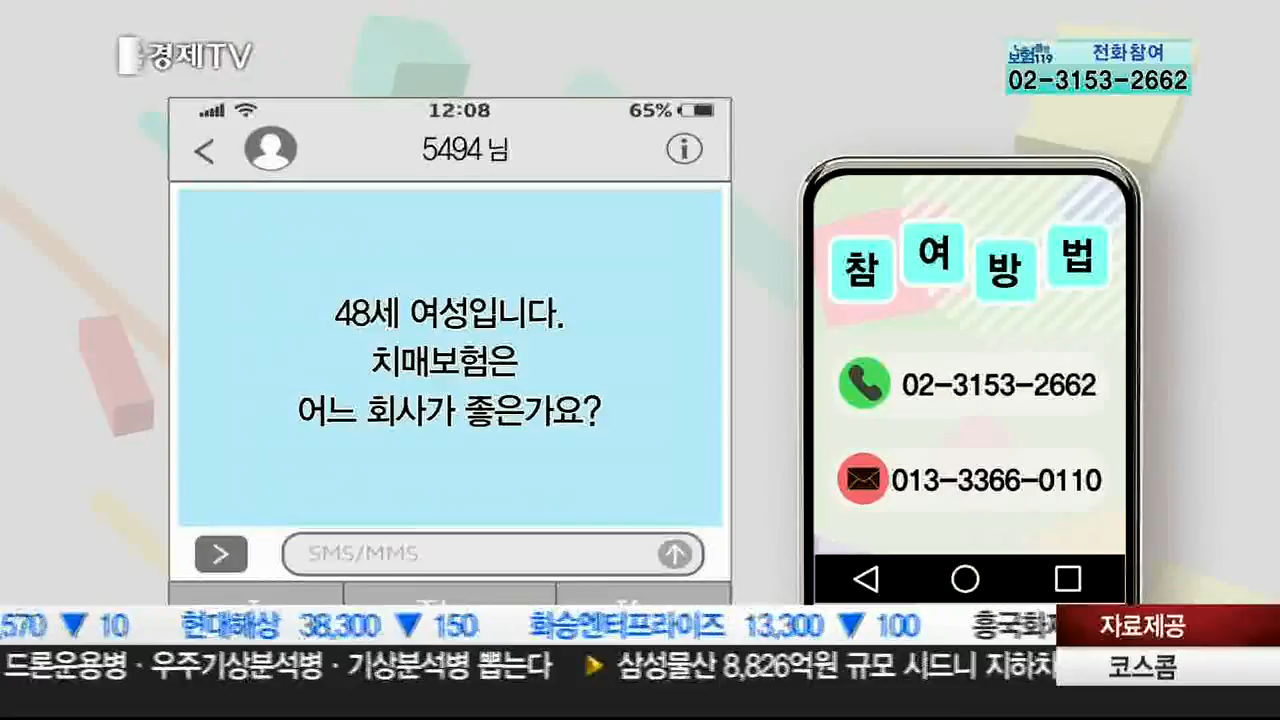 경제TV
보험119
전화참여
02-3153-2662
12:08
65%
5494 님
48세 여성입니다.
치매보험은
어느 회사가 좋은가요?
SMS/MMS
참여방법
02-3153-2662
013-3366-0110
,570 ▼ 10 현대해상 38,300 ▼ 150 화승엔터프라이즈 13,300 ▼ 100 흥국화
자료제공
드론운용병·우주기상분석병·기상분석병 뽑는다 ▶ 삼성물산 8,826억원 규모 시드니 지하
코스콤